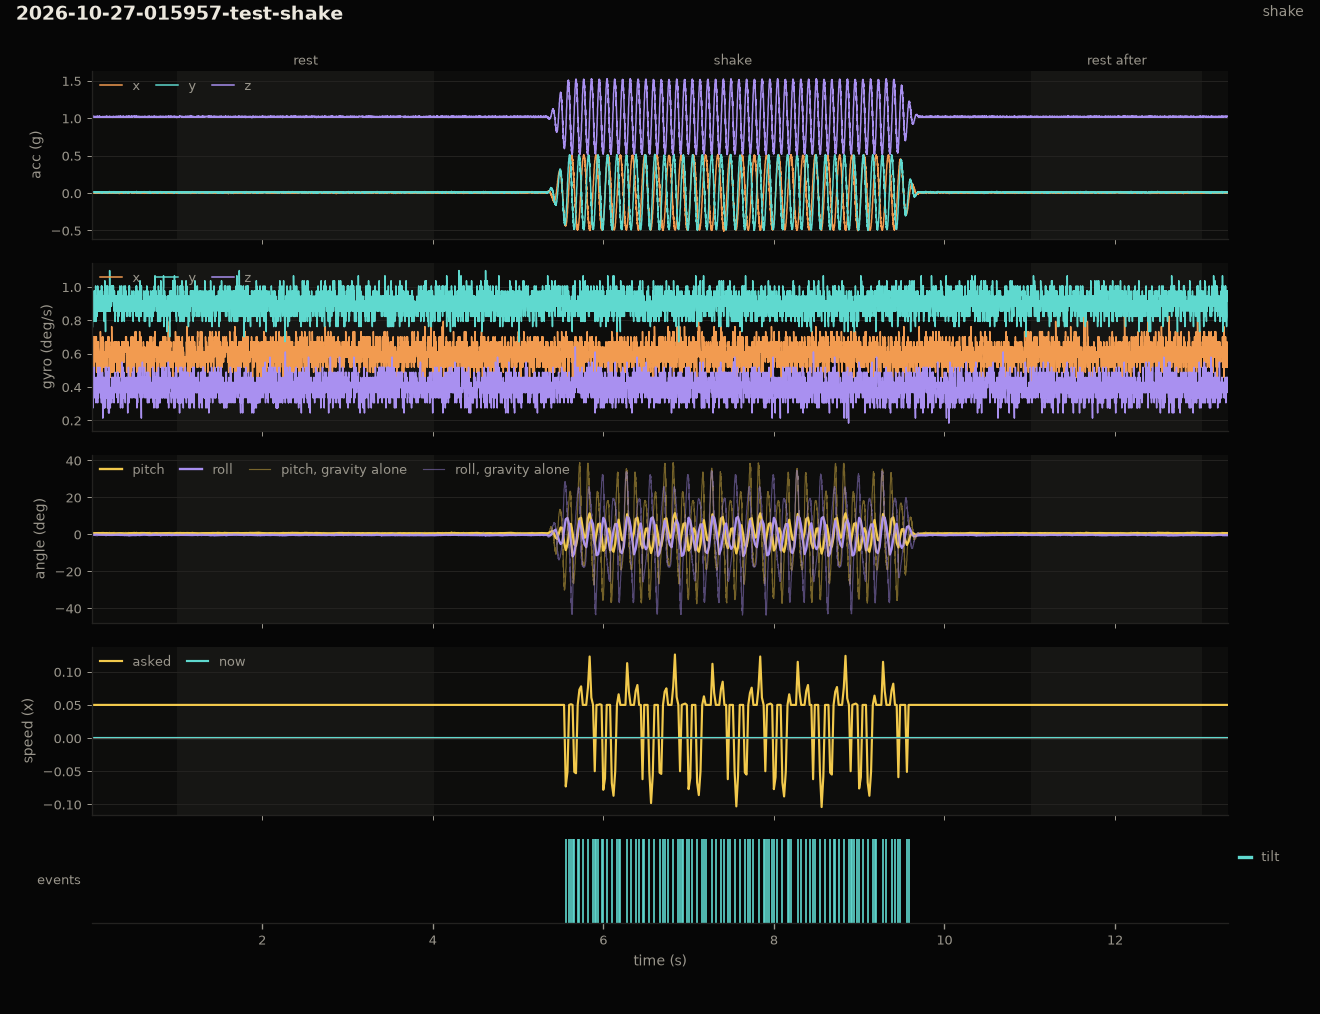 2026-10-27-015957-test-shake
shake
rest shake rest after
x y z
1.5
1.0
0.5
0.0
−0.5
acc (g)
x y z
1.0
0.8
0.6
0.4
0.2
gyro (deg/s)
pitch roll pitch, gravity alone roll, gravity alone
40
20
0
−20
−40
angle (deg)
asked now
0.10
0.05
0.00
−0.05
−0.10
speed (x)
tilt
events
2 4 6 8 10 12
time (s)